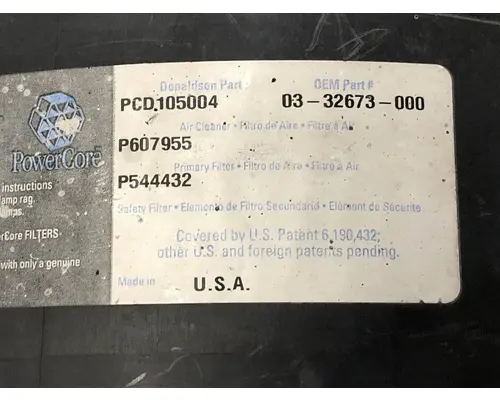 Donaldson Part OEM Part #
PCD105004 03-32673-000
Air Cleaner • Filtro de Aire • Filtre à Air
P607955
Primary Filter • Filtro de Aire • Filtre à Air
P544432
Safety Filter • Elemento de Filtro Secundario • Elément de Sécurité
Covered by U.S. Patent 6,190,432;
other U.S. and foreign patents pending.
Made in U.S.A.
PowerCore
instructions
amp rag.
Core FILTERS
with only a genuine